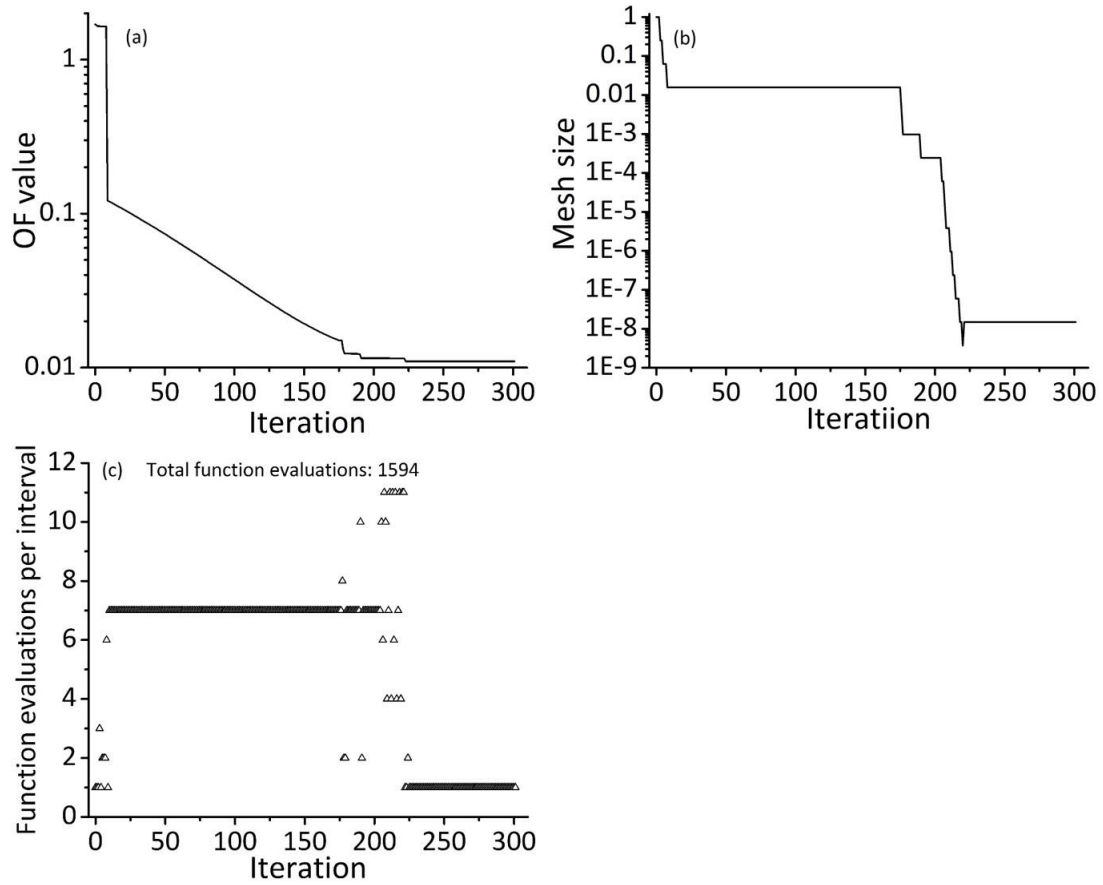 (a)
1
0.1
0.01
OF value
0 50 100 150 200 250 300
Iteration
(b)
1
0.1
0.01
1E-3
1E-4
1E-5
1E-6
1E-7
1E-8
1E-9
Mesh size
0 50 100 150 200 250 300
Iteratiion
(c) Total function evaluations: 1594
12
10
8
6
4
2
0
Function evaluations per interval
0 50 100 150 200 250 300
Iteration